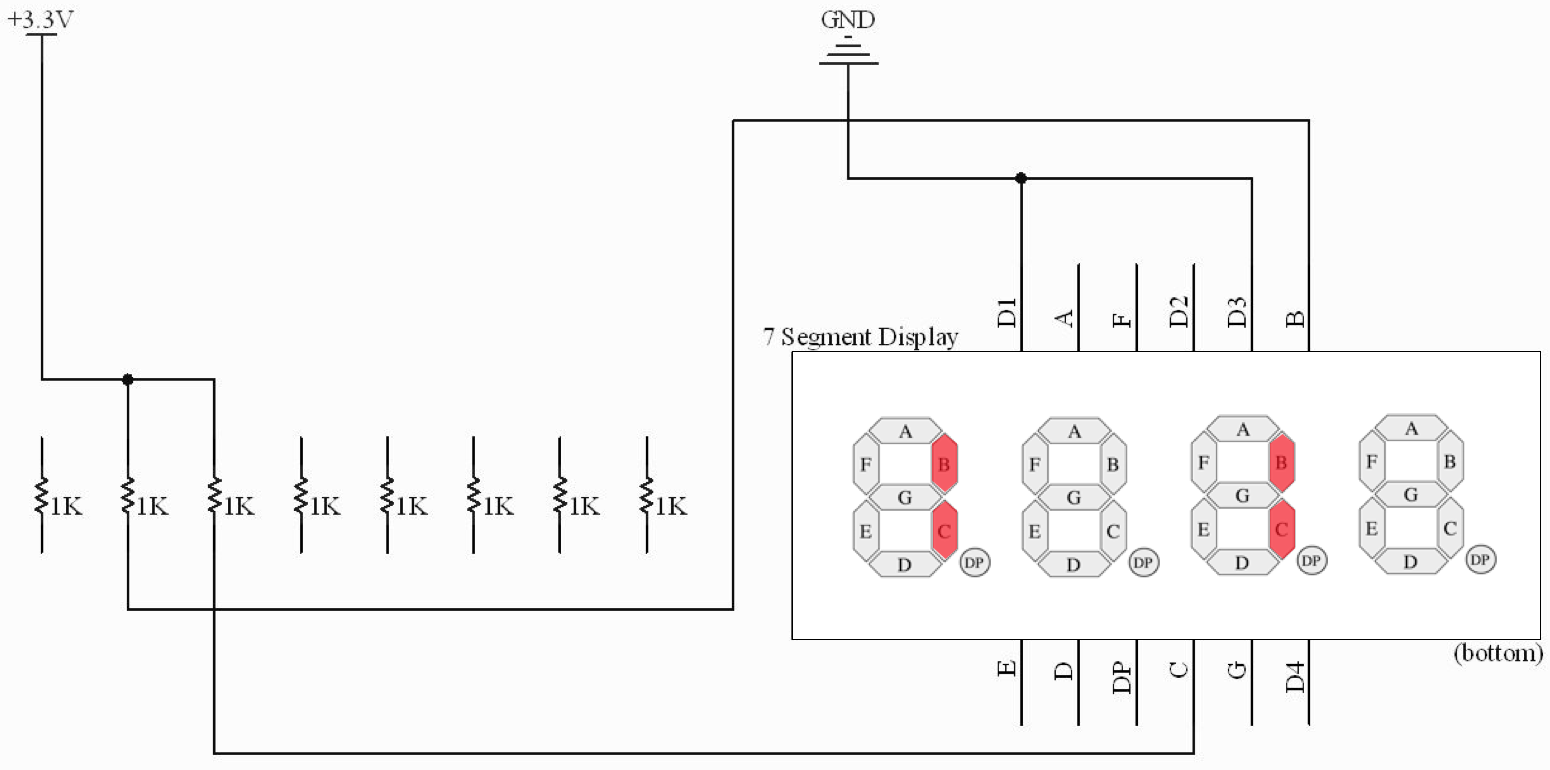 +3.3V
GND
D1 A F D2 D3 B
7 Segment Display
A A A A
F B F B F B F B
G G G G
1K 1K 1K 1K 1K 1K 1K 1K
E C E C E C E C
D DP D DP D DP D DP
(bottom)
E D DP C G D4